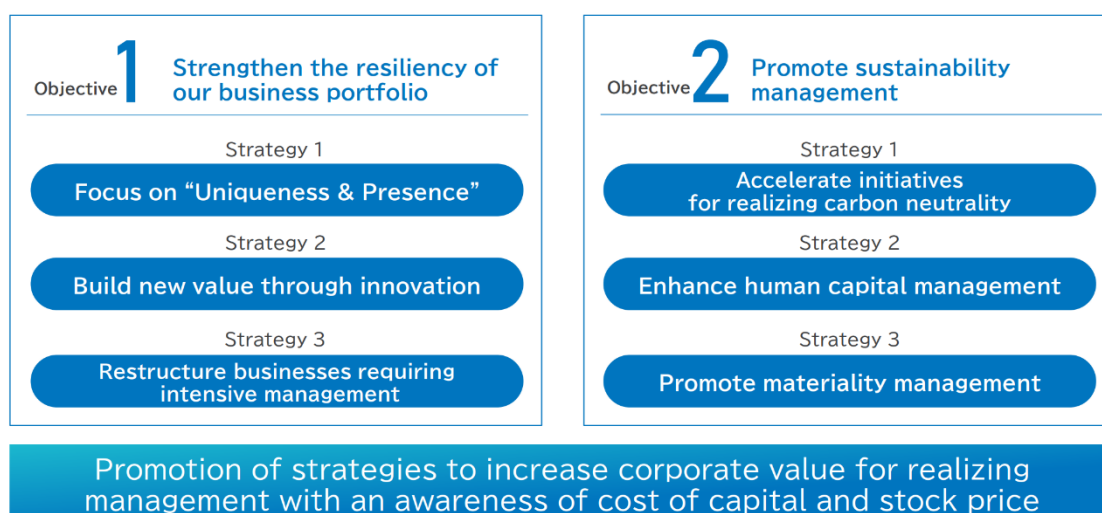 Objective 1
Strengthen the resiliency of
our business portfolio
Strategy 1
Focus on “Uniqueness & Presence”
Strategy 2
Build new value through innovation
Strategy 3
Restructure businesses requiring
intensive management
Objective 2
Promote sustainability
management
Strategy 1
Accelerate initiatives
for realizing carbon neutrality
Strategy 2
Enhance human capital management
Strategy 3
Promote materiality management
Promotion of strategies to increase corporate value for realizing
management with an awareness of cost of capital and stock price